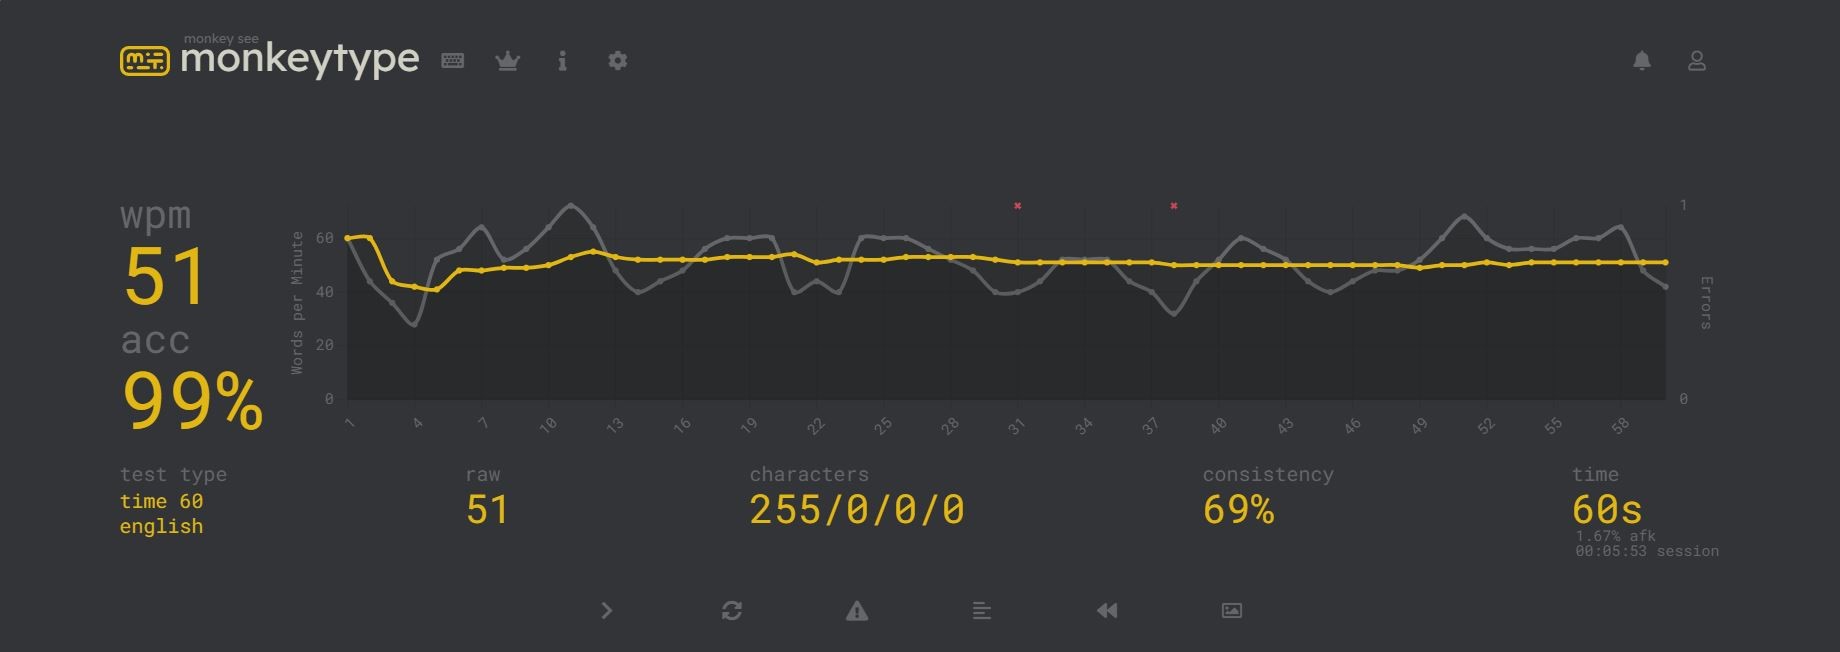 monkey see
monkeytype
wpm
51
acc
99%
Words per Minute
60
40
20
0
1
Errors
0
1 4 7 10 13 16 19 22 25 28 31 34 37 40 43 46 49 52 55 58
test type
time 60
english
raw
51
characters
255/0/0/0
consistency
69%
time
60s
1.67% afk
00:05:53 session